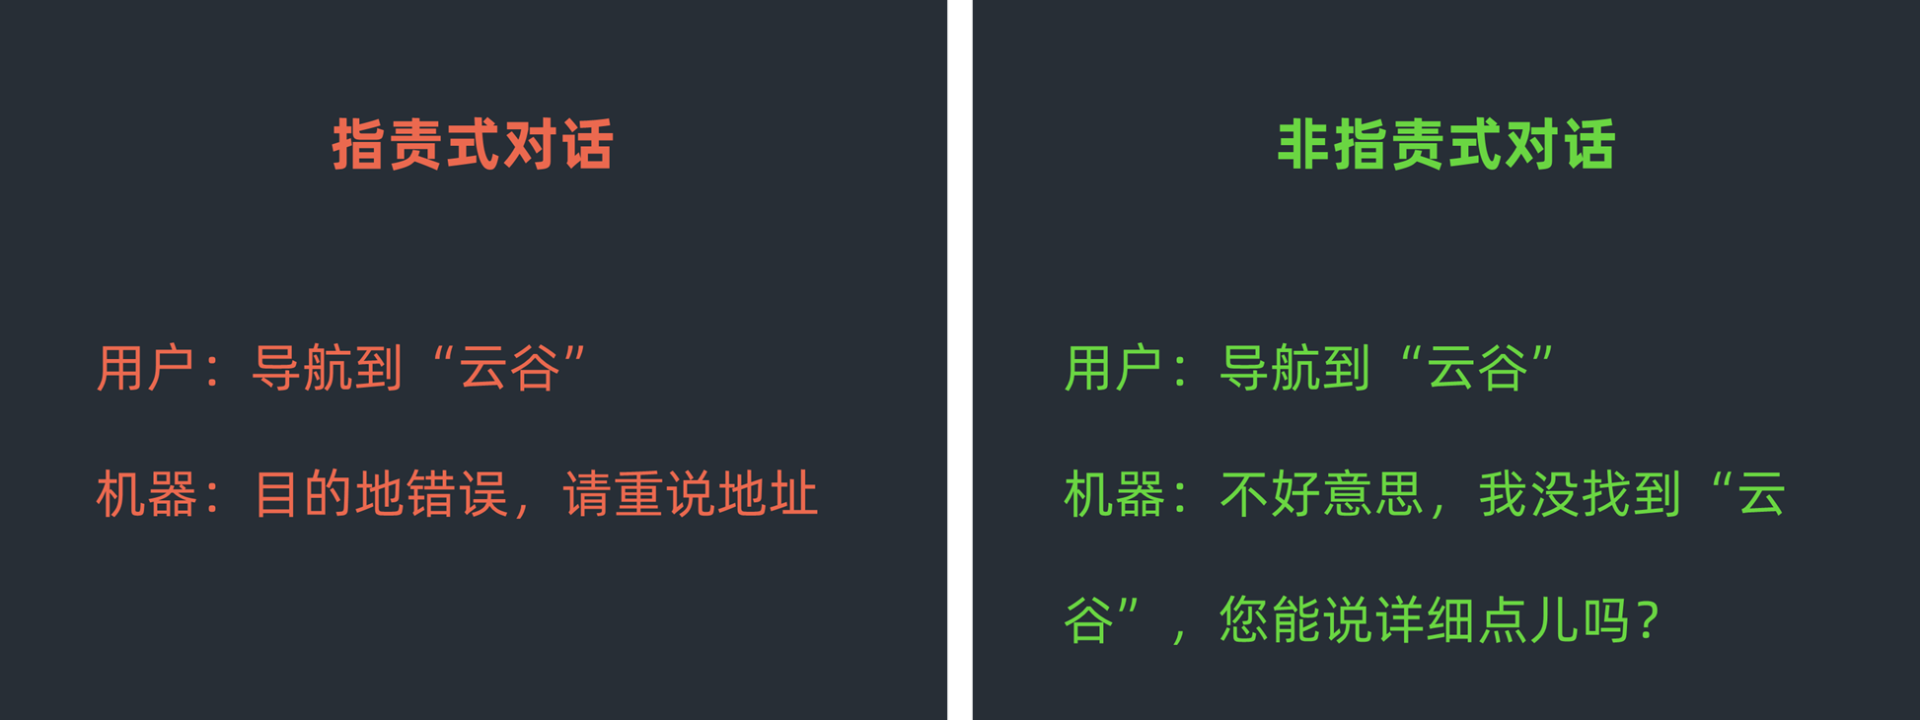 指责式对话
用户：导航到“云谷”
机器：目的地错误，请重说地址
非指责式对话
用户：导航到“云谷”
机器：不好意思，我没找到“云
谷”，您能说详细点儿吗？